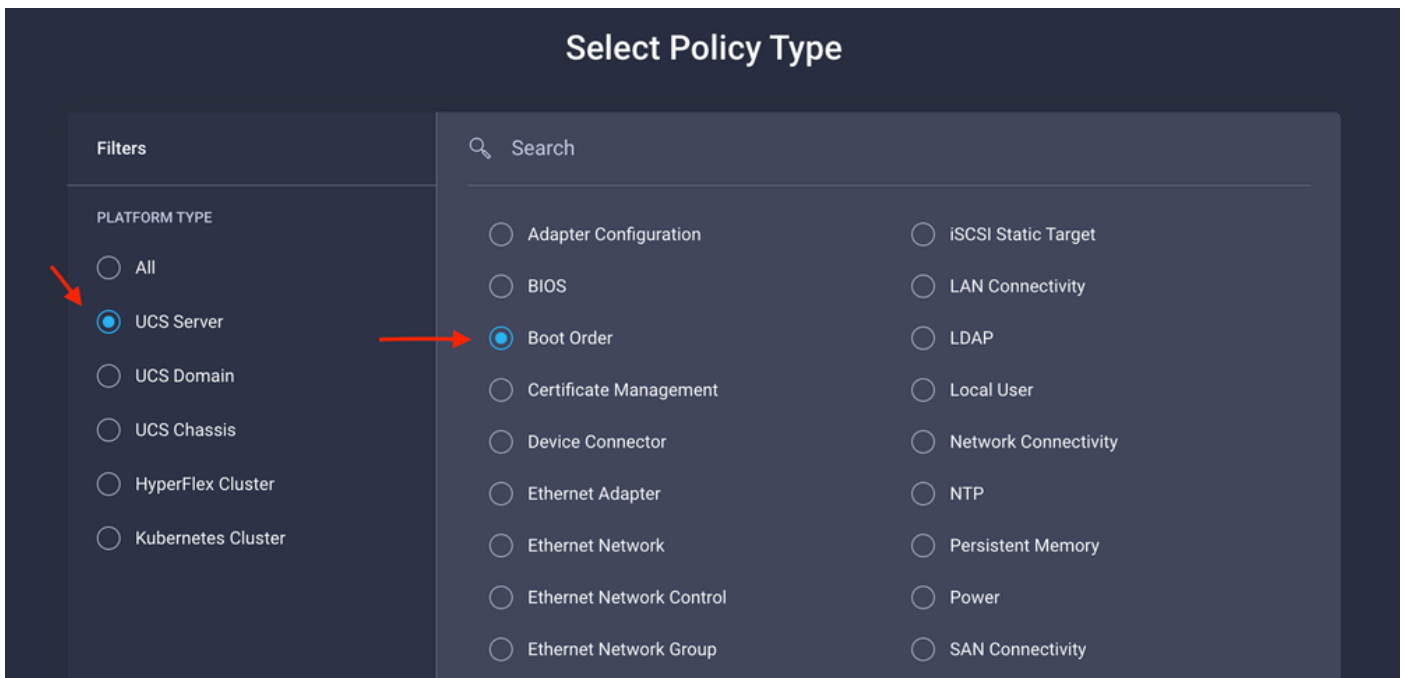 Select Policy Type
Filters
Search
PLATFORM TYPE
All
UCS Server
UCS Domain
UCS Chassis
HyperFlex Cluster
Kubernetes Cluster
Adapter Configuration
BIOS
Boot Order
Certificate Management
Device Connector
Ethernet Adapter
Ethernet Network
Ethernet Network Control
Ethernet Network Group
iSCSI Static Target
LAN Connectivity
LDAP
Local User
Network Connectivity
NTP
Persistent Memory
Power
SAN Connectivity